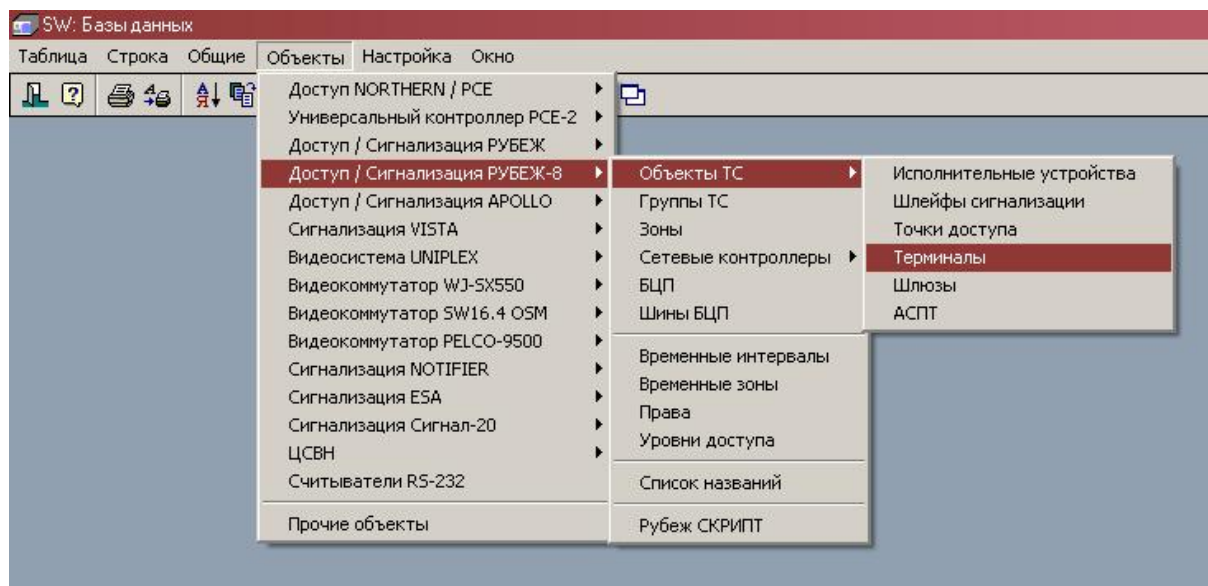 SW: Базы данных
Таблица Строка Общие Объекты Настройка Окно
Доступ NORTHERN / PCE
Универсальный контроллер PCE-2
Доступ / Сигнализация РУБЕЖ
Доступ / Сигнализация РУБЕЖ-8
Доступ / Сигнализация APOLLO
Сигнализация VISTA
Видеосистема UNIPLEX
Видеокоммутатор WJ-SX550
Видеокоммутатор SW16.4 OSM
Видеокоммутатор PELCO-9500
Сигнализация NOTIFIER
Сигнализация ESA
Сигнализация Сигнал-20
ЦСВН
Считыватели RS-232
Прочие объекты
Объекты ТС
Группы ТС
Зоны
Сетевые контроллеры
БЦП
Шины БЦП
Временные интервалы
Временные зоны
Права
Уровни доступа
Список названий
Рубеж СКРИПТ
Исполнительные устройства
Шлейфы сигнализации
Точки доступа
Терминалы
Шлюзы
АСПТ